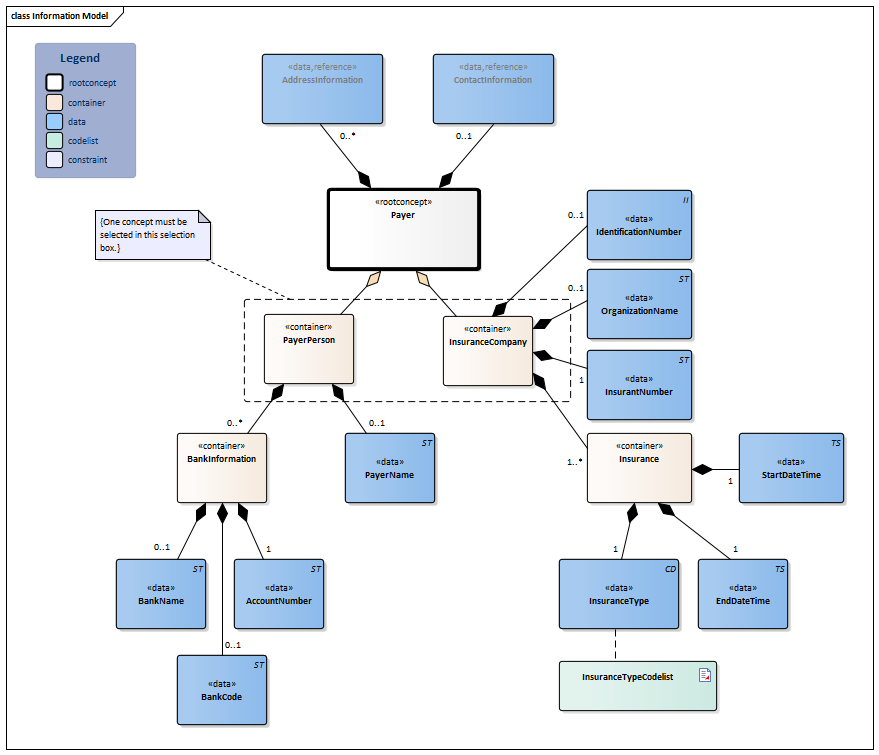 class Information Model
Legend
rootconcept
container
data
codelist
constraint
«data,reference»
AddressInformation
«data,reference»
ContactInformation
0..*
0..1
«rootconcept»
Payer
{One concept must be
selected in this selection
box.}
II
«data»
IdentificationNumber
0..1
ST
«data»
OrganizationName
0..1
«container»
PayerPerson
«container»
InsuranceCompany
ST
«data»
InsurantNumber
1
0..*
0..1
1..*
«container»
BankInformation
ST
«data»
PayerName
«container»
Insurance
TS
«data»
StartDateTime
1
0..1
1
1
1
ST
«data»
BankName
ST
«data»
AccountNumber
CD
«data»
InsuranceType
TS
«data»
EndDateTime
0..1
ST
«data»
BankCode
InsuranceTypeCodelist